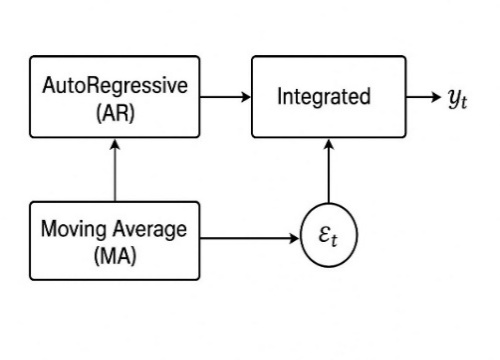 AutoRegressive
(AR)
Integrated
yₜ
Moving Average
(MA)
εₜ